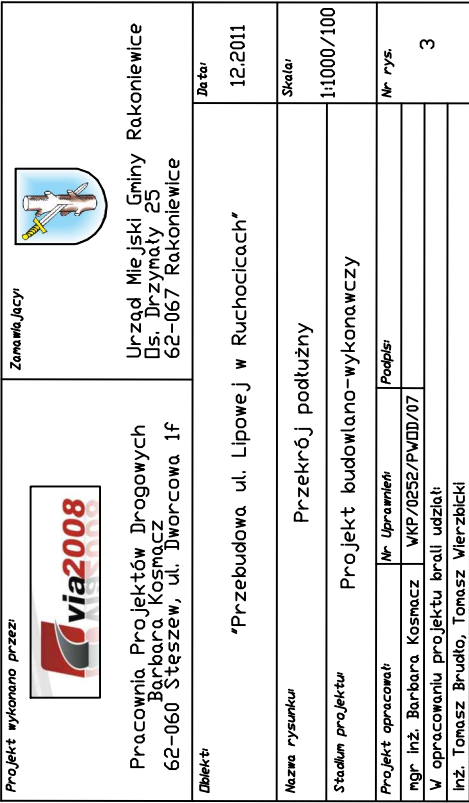 Projekt wykonano przez:
via2008
Pracownia Projektów Drogowych
Barbara Kosmacz
62-060 Stęszew, ul. Dworcowa 1f
Zamawiający:
Urząd Miejski Gminy Rakoniewice
Os. Drzymały 25
62-067 Rakoniewice
Obiekt:
"Przebudowa ul. Lipowej w Ruchocicach"
Data:
12.2011
Nazwa rysunku:
Przekrój podłużny
Skala:
1:1000/100
Stadium projektu:
Projekt budowlano-wykonawczy
Projekt opracował: Nr Uprawnień: Podpis: Nr rys.
mgr inż. Barbara Kosmacz WKP/0252/PWOD/07
3
W opracowaniu projektu brali udział:
inż. Tomasz Brudło, Tomasz Wierzbicki